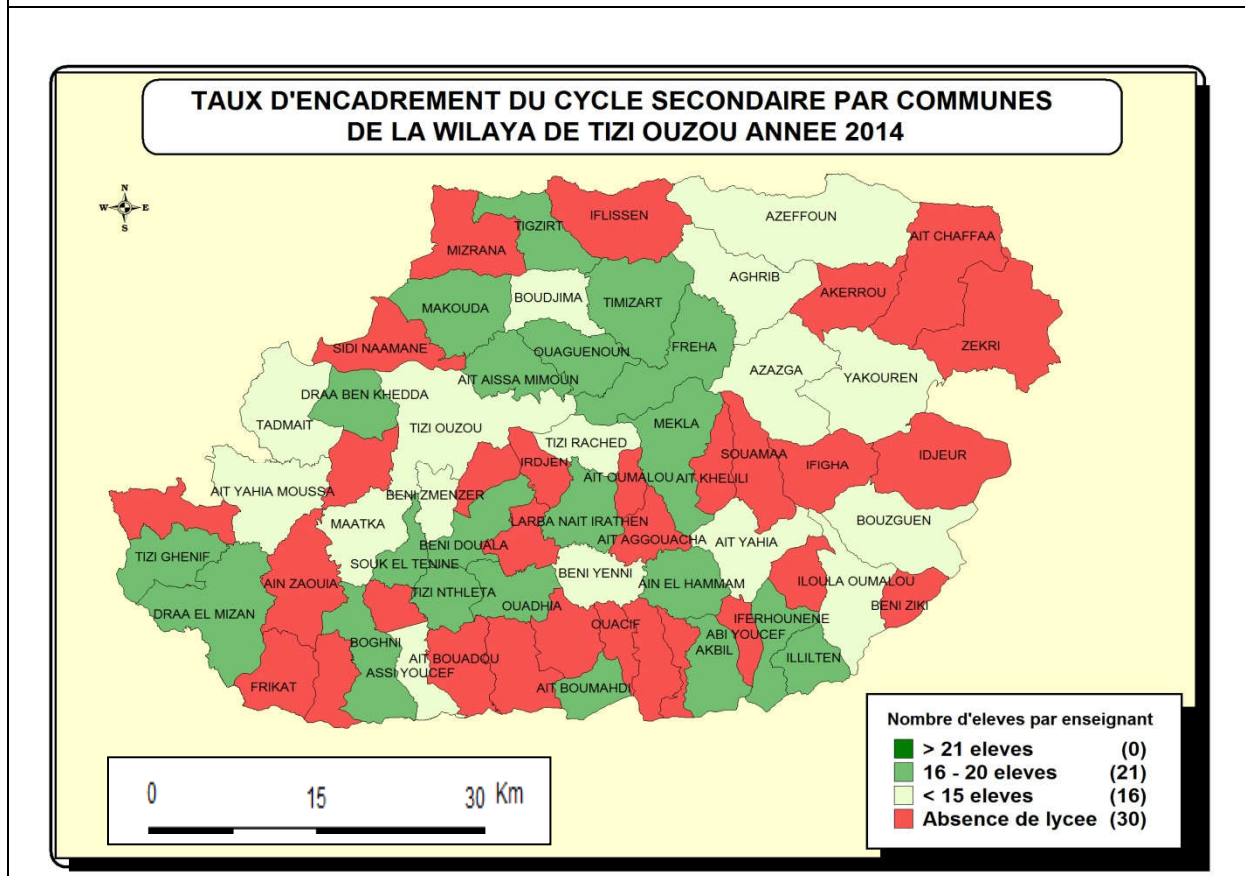 TAUX D'ENCADREMENT DU CYCLE SECONDAIRE PAR COMMUNES
DE LA WILAYA DE TIZI OUZOU ANNEE 2014
N
W E
S
AZEFFOUN
IFLISSEN
TIGZIRT
AIT CHAFFAA
MIZRANA
AGHRIB
AKERROU
BOUDJIMA
TIMIZART
MAKOUDA
FREHA
ZEKRI
SIDI NAAMANE
OUAGUENOUN
AZAZGA
YAKOUREN
AIT AISSA MIMOUN
DRAA BEN KHEDDA
TADMAIT
TIZI OUZOU
MEKLA
TIZI RACHED
SOUAMAA
IDJEUR
IRDJEN
IFIGHA
AIT OUMALOU
AIT KHELILI
AIT YAHIA MOUSSA
BENI ZMENZER
MAATKA
LARBA NAIT IRATHEN
BOUZGUEN
AIT AGGOUACHA
AIT YAHIA
BENI DOUALA
TIZI GHENIF
SOUK EL TENINE
BENI YENNI
AIN EL HAMMAM
ILOULA OUMALOU
AIN ZAOUIA
TIZI NTHLETA
BENI ZIKI
OUADHIA
DRAA EL MIZAN
IFERHOUNENE
OUACIF
ABI YOUCEF
BOGHNI
AKBIL
AIT BOUADOU
ILLILTEN
ASSI YOUCEF
FRIKAT
AIT BOUMAHDI
Nombre d'eleves par enseignant
> 21 eleves (0)
16 - 20 eleves (21)
< 15 eleves (16)
Absence de lycee (30)
0 15 30 Km